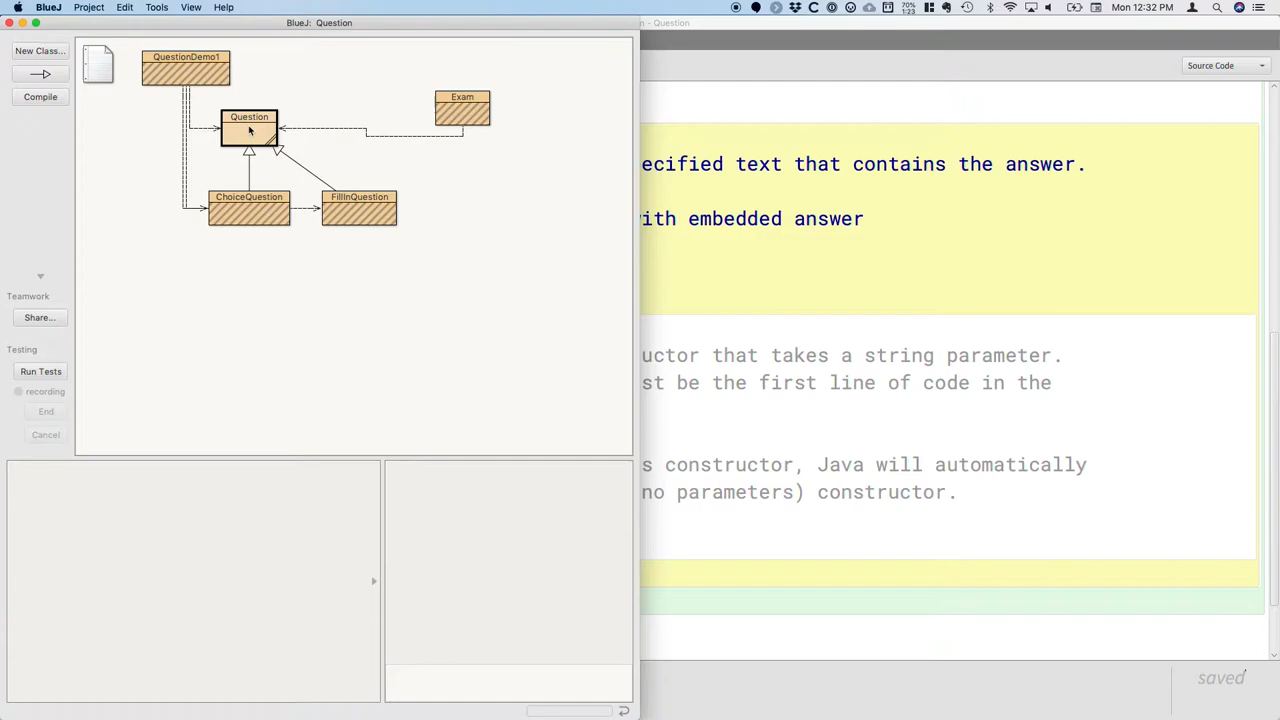 BlueJ Project Edit Tools View Help
70%
1:23
Mon 12:32 PM
BlueJ: Question
- Question
New Class...
Compile
Teamwork
Share...
Testing
Run Tests
recording
End
Cancel
QuestionDemo1
Exam
Question
ChoiceQuestion
FillInQuestion
Source Code
ecified text that contains the answer.
ith embedded answer
uctor that takes a string parameter.
st be the first line of code in the
s constructor, Java will automatically
no parameters) constructor.
saved